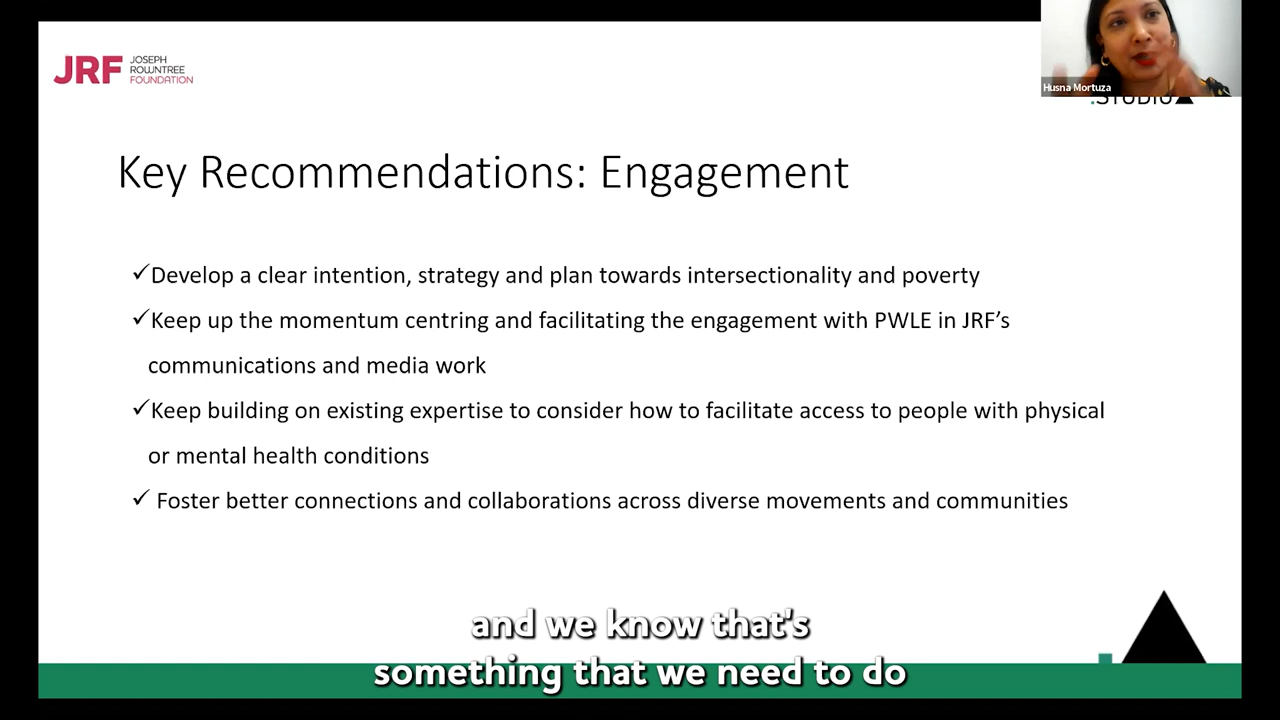 JRF JOSEPH
ROWNTREE
FOUNDATION
Husna Mortuza
:STUDIO
Key Recommendations: Engagement
✓Develop a clear intention, strategy and plan towards intersectionality and poverty
✓Keep up the momentum centring and facilitating the engagement with PWLE in JRF’s
communications and media work
✓Keep building on existing expertise to consider how to facilitate access to people with physical
or mental health conditions
✓ Foster better connections and collaborations across diverse movements and communities
and we know that's
something that we need to do